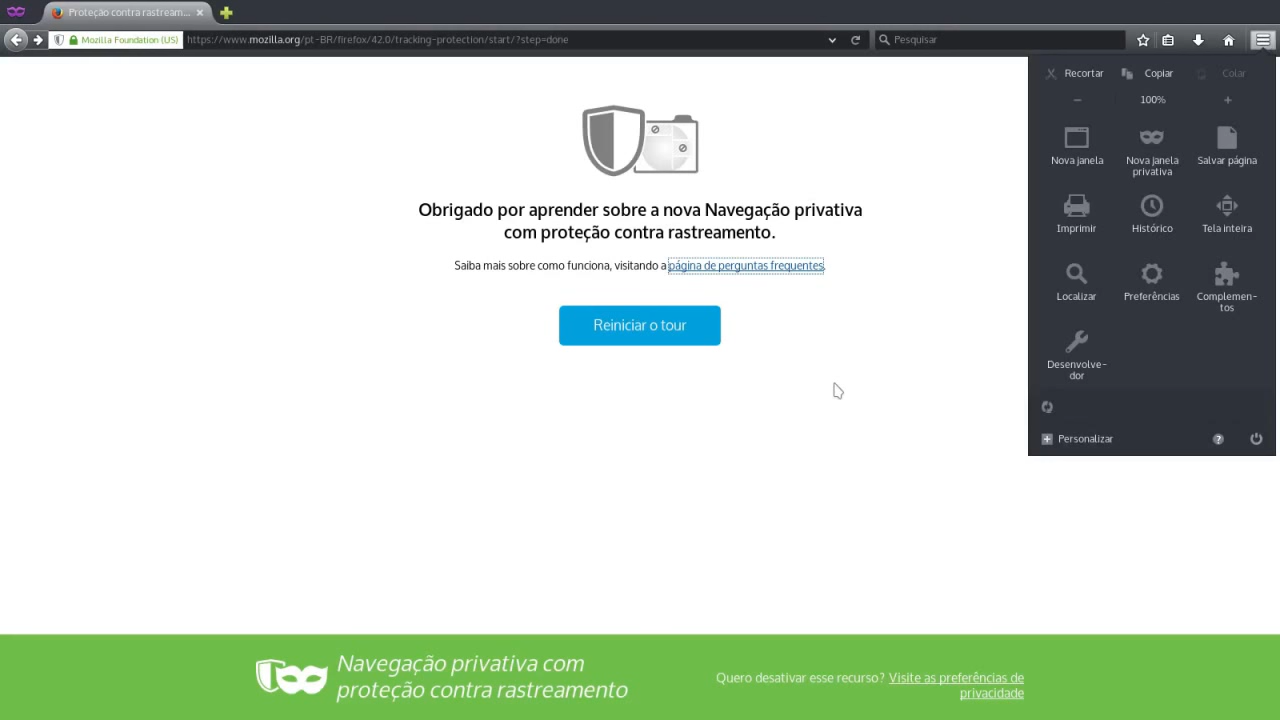 Proteção contra rastream...
Mozilla Foundation (US)
https://www.mozilla.org/pt-BR/firefox/42.0/tracking-protection/start/?step=done
Pesquisar
Recortar
Copiar
Colar
100%
Nova janela
Nova janela
privativa
Salvar página
Imprimir
Histórico
Tela inteira
Localizar
Preferências
Complemen-
tos
Desenvolve-
dor
Personalizar
Obrigado por aprender sobre a nova Navegação privativa
com proteção contra rastreamento.
Saiba mais sobre como funciona, visitando a página de perguntas frequentes.
Reiniciar o tour
Navegação privativa com
proteção contra rastreamento
Quero desativar esse recurso? Visite as preferências de
privacidade